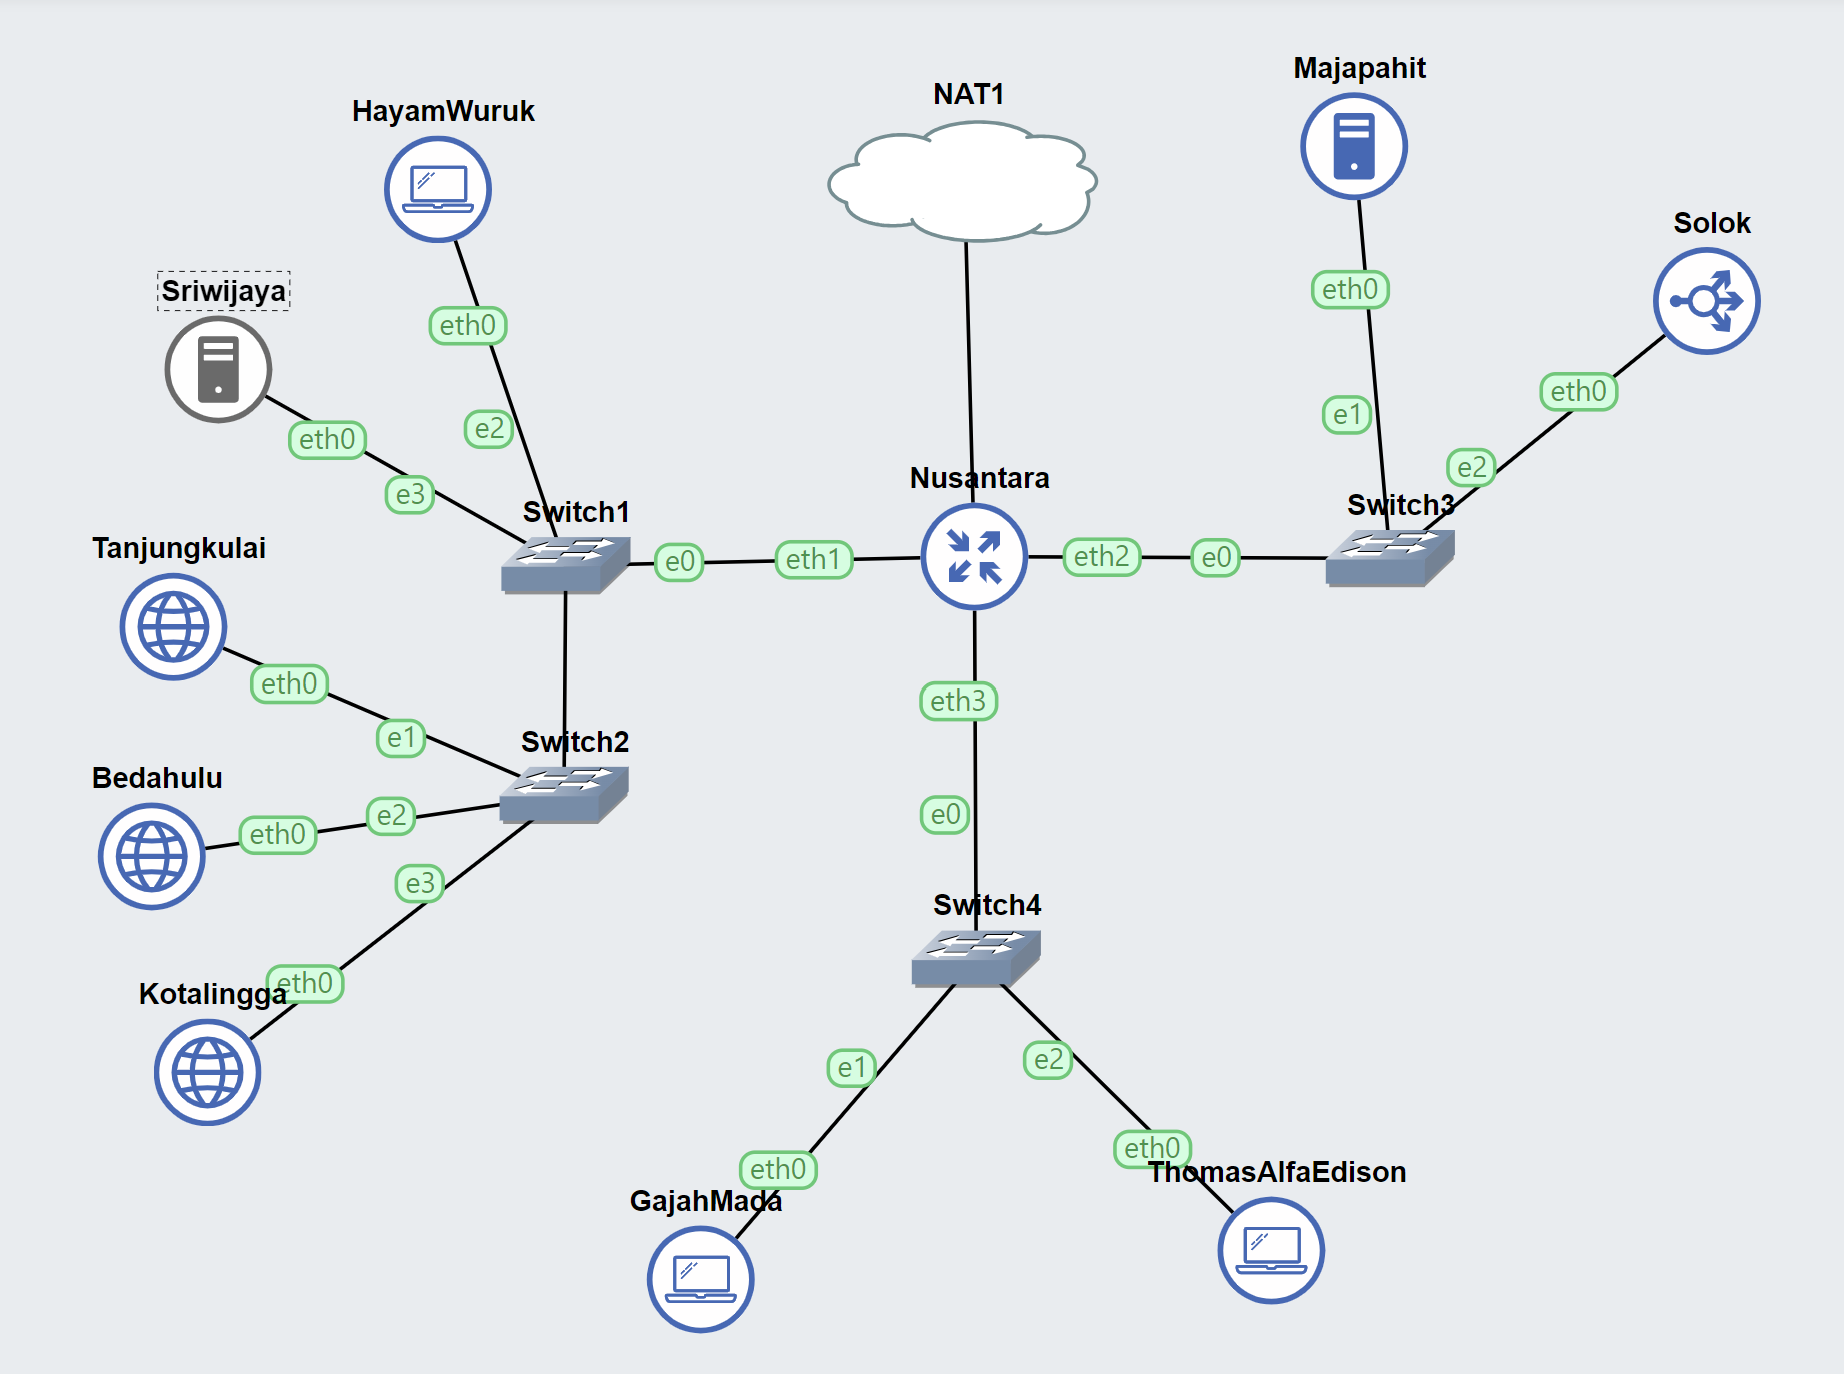 Majapahit
NAT1
HayamWuruk
Solok
Sriwijaya
eth0
eth0
eth0
e1
e2
eth0
e3
e2
Nusantara
Switch3
Switch1
Tanjungkulai
e0
eth1
eth2
e0
eth0
eth3
e1
Switch2
Bedahulu
e2
e0
eth0
e3
Switch4
eth0
Kotalingga
e2
e1
eth0
eth0
ThomasAlfaEdison
GajahMada